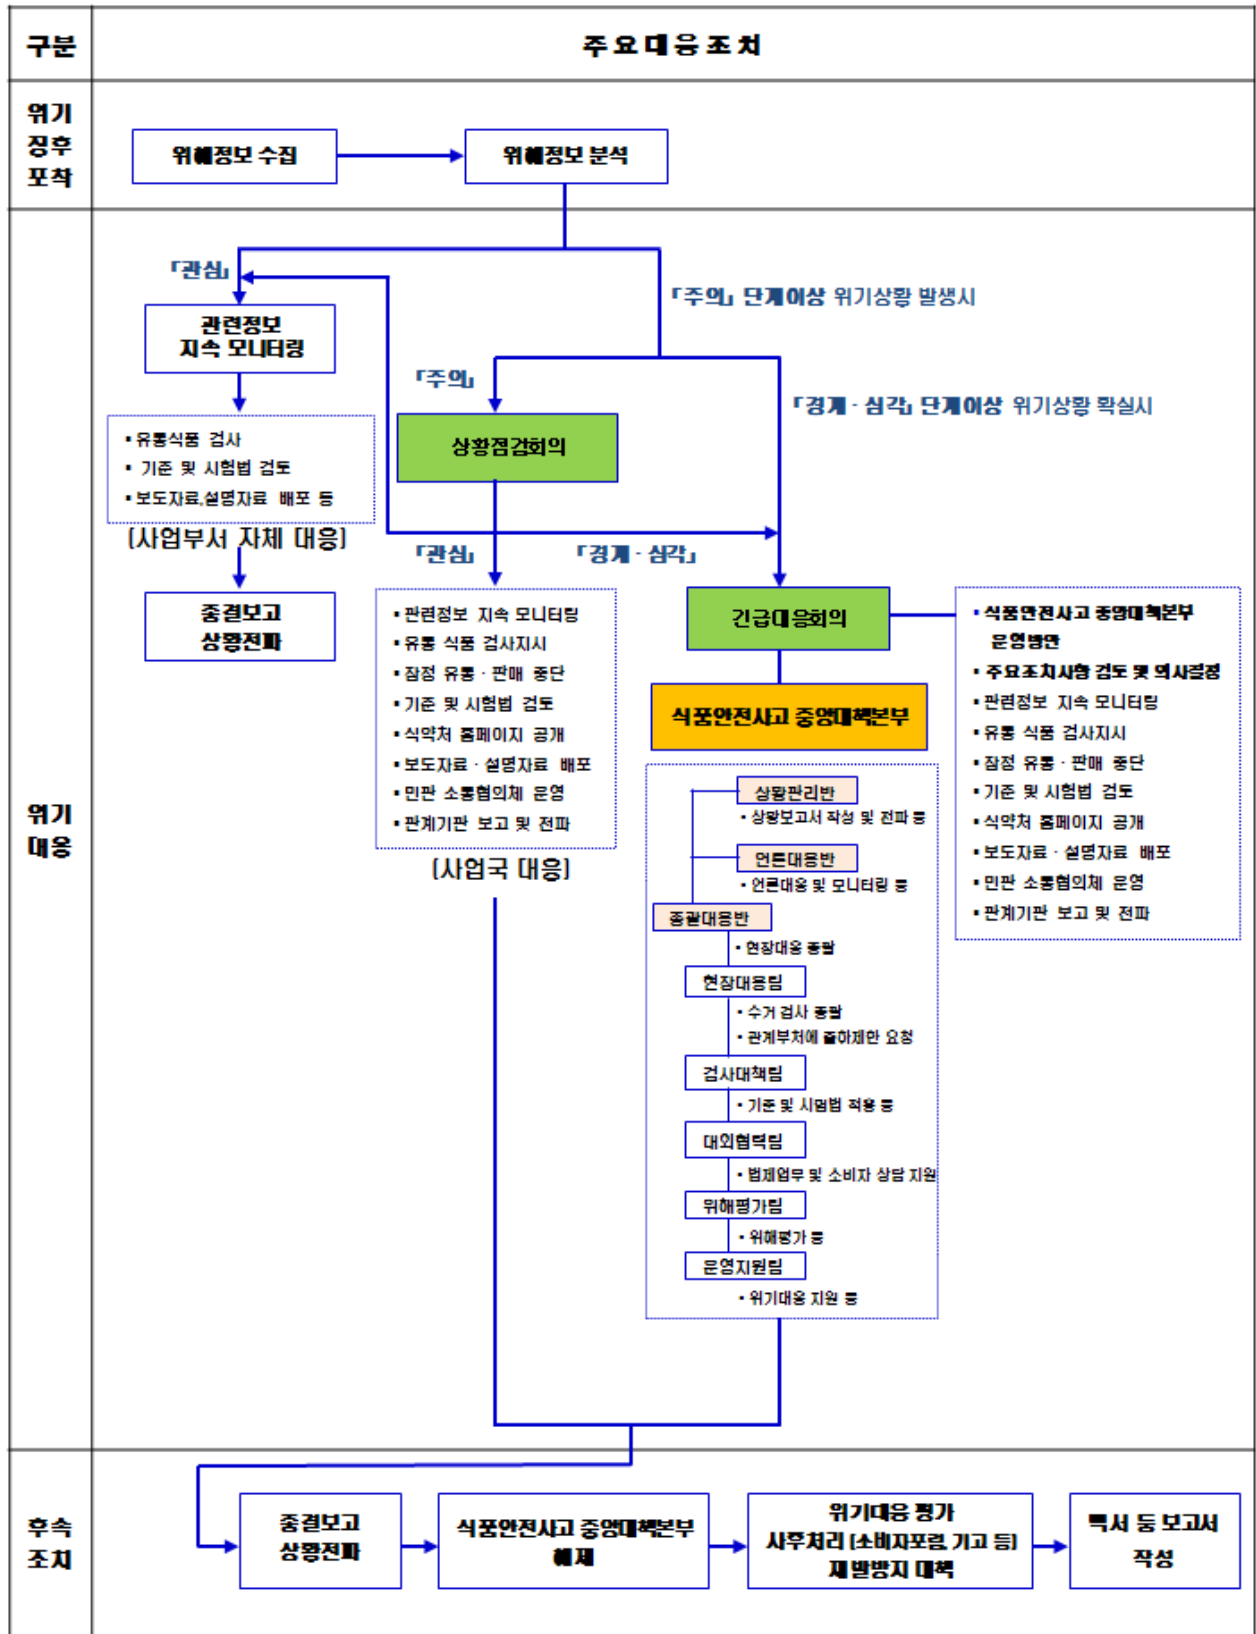 구분
주요대응조치
위기
징후
포착
위해정보 수집
위해정보 분석
위기
대응
「관심」
「주의」 단계이상 위기상황 발생시
관련정보
지속 모니터링
「주의」
「경계 · 심각」 단계이상 위기상황 확실시
▪ 유통식품 검사
▪ 기준 및 시험법 검토
▪ 보도자료,설명자료 배포 등
[사업부서 자체 대응]
종결보고
상황전파
상황점검회의
「관심」
「경계 · 심각」
▪ 관련정보 지속 모니터링
▪ 유통 식품 검사지시
▪ 잠정 유통 · 판매 중단
▪ 기준 및 시험법 검토
▪ 식약처 홈페이지 공개
▪ 보도자료 · 설명자료 배포
▪ 민관 소통협의체 운영
▪ 관계기관 보고 및 전파
[사업국 대응]
긴급대응회의
식품안전사고 중앙대책본부
▪ 식품안전사고 중앙대책본부
운영방안
▪ 주요조치사항 검토 및 의사결정
▪ 관련정보 지속 모니터링
▪ 유통 식품 검사지시
▪ 잠정 유통 · 판매 중단
▪ 기준 및 시험법 검토
▪ 식약처 홈페이지 공개
▪ 보도자료 · 설명자료 배포
▪ 민관 소통협의체 운영
▪ 관계기관 보고 및 전파
상황관리반
▪ 상황보고서 작성 및 전파 등
언론대응반
▪ 언론대응 및 모니터링 등
총괄대응반
▪ 현장대응 총괄
현장대응팀
▪ 수거 검사 총괄
▪ 관계부처에 출하제한 요청
검사대책팀
▪ 기준 및 시험법 적용 등
대외협력팀
▪ 법제업무 및 소비자 상담 지원
위해평가팀
▪ 위해평가 등
운영지원팀
▪ 위기대응 지원 등
후속
조치
종결보고
상황전파
식품안전사고 중앙대책본부
해제
위기대응 평가
사후처리 [소비자포럼, 기고 등]
재발방지 대책
백서 등 보고서
작성